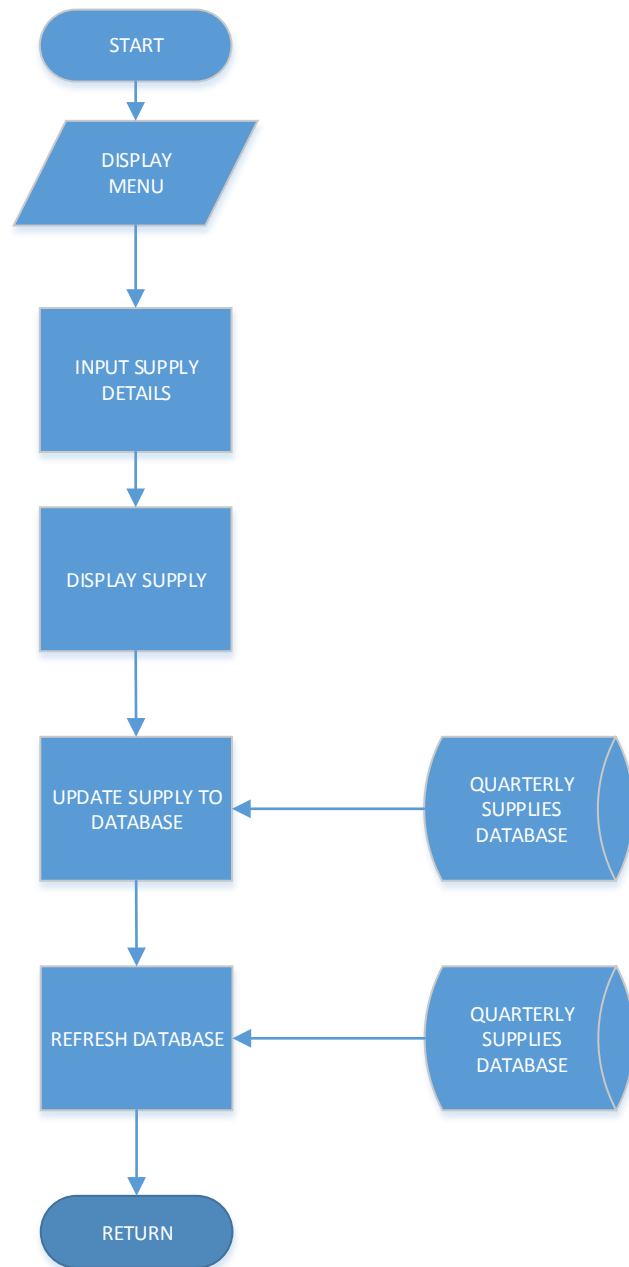 START
DISPLAY
MENU
INPUT SUPPLY
DETAILS
DISPLAY SUPPLY
UPDATE SUPPLY TO
DATABASE
QUARTERLY
SUPPLIES
DATABASE
REFRESH DATABASE
QUARTERLY
SUPPLIES
DATABASE
RETURN